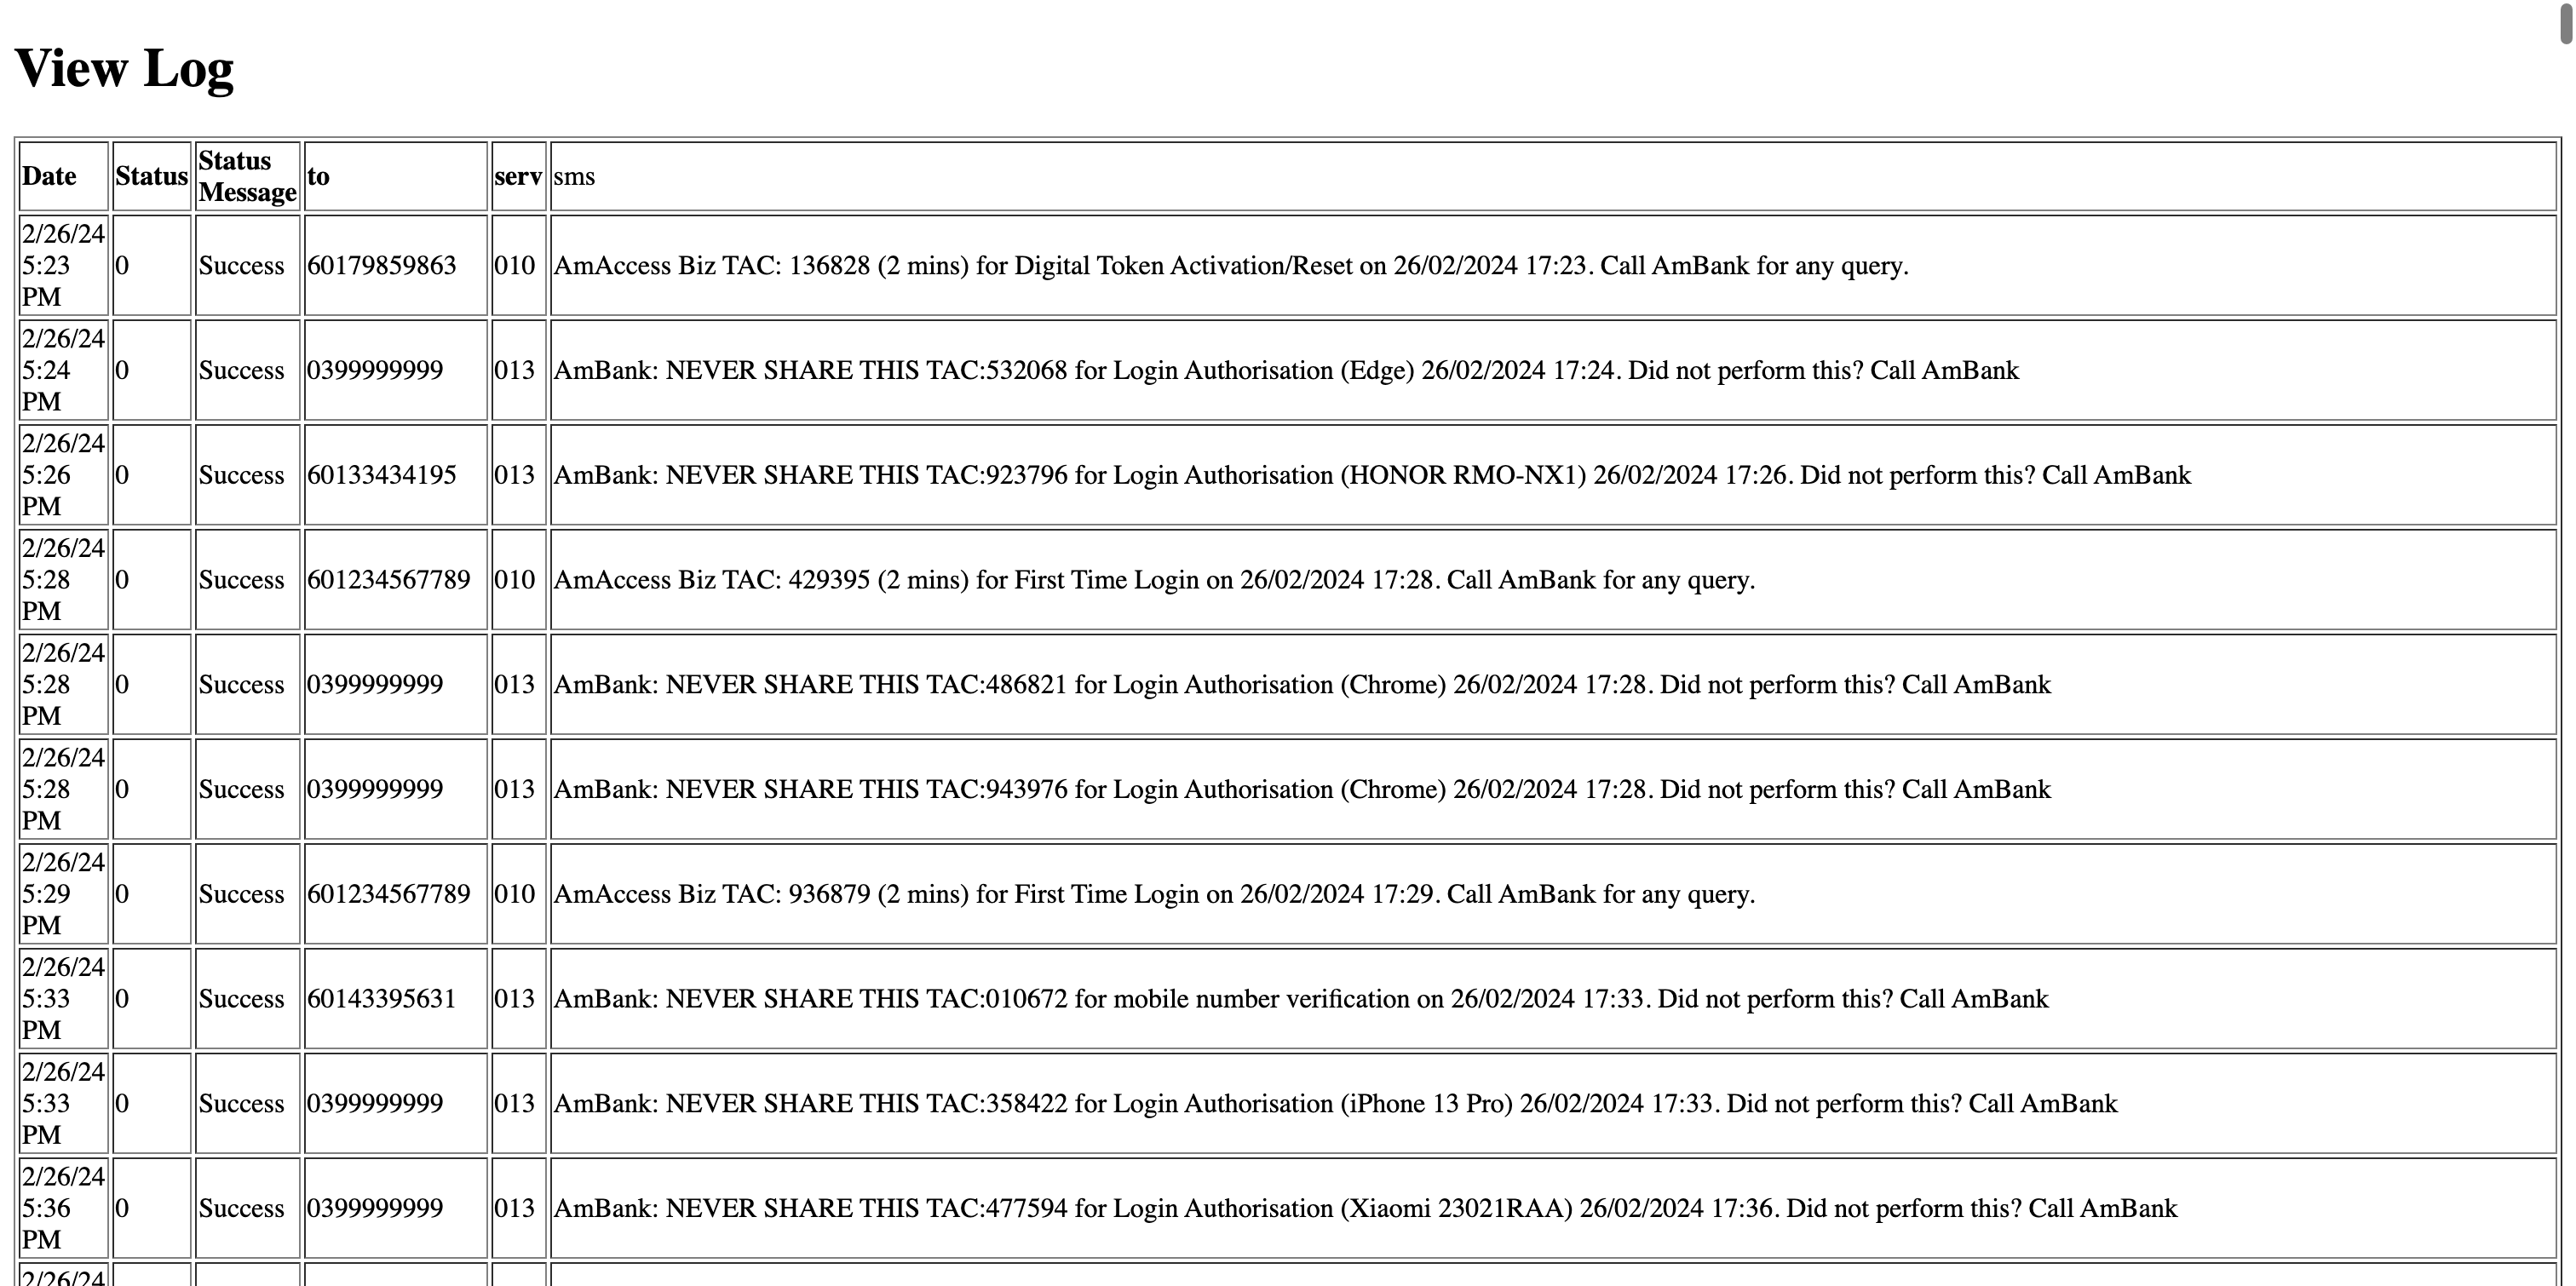 View Log
Date Status Status Message to serv sms
2/26/24 5:23 PM 0 Success 60179859863 010 AmAccess Biz TAC: 136828 (2 mins) for Digital Token Activation/Reset on 26/02/2024 17:23. Call AmBank for any query.
2/26/24 5:24 PM 0 Success 0399999999 013 AmBank: NEVER SHARE THIS TAC:532068 for Login Authorisation (Edge) 26/02/2024 17:24. Did not perform this? Call AmBank
2/26/24 5:26 PM 0 Success 60133434195 013 AmBank: NEVER SHARE THIS TAC:923796 for Login Authorisation (HONOR RMO-NX1) 26/02/2024 17:26. Did not perform this? Call AmBank
2/26/24 5:28 PM 0 Success 601234567789 010 AmAccess Biz TAC: 429395 (2 mins) for First Time Login on 26/02/2024 17:28. Call AmBank for any query.
2/26/24 5:28 PM 0 Success 0399999999 013 AmBank: NEVER SHARE THIS TAC:486821 for Login Authorisation (Chrome) 26/02/2024 17:28. Did not perform this? Call AmBank
2/26/24 5:28 PM 0 Success 0399999999 013 AmBank: NEVER SHARE THIS TAC:943976 for Login Authorisation (Chrome) 26/02/2024 17:28. Did not perform this? Call AmBank
2/26/24 5:29 PM 0 Success 601234567789 010 AmAccess Biz TAC: 936879 (2 mins) for First Time Login on 26/02/2024 17:29. Call AmBank for any query.
2/26/24 5:33 PM 0 Success 60143395631 013 AmBank: NEVER SHARE THIS TAC:010672 for mobile number verification on 26/02/2024 17:33. Did not perform this? Call AmBank
2/26/24 5:33 PM 0 Success 0399999999 013 AmBank: NEVER SHARE THIS TAC:358422 for Login Authorisation (iPhone 13 Pro) 26/02/2024 17:33. Did not perform this? Call AmBank
2/26/24 5:36 PM 0 Success 0399999999 013 AmBank: NEVER SHARE THIS TAC:477594 for Login Authorisation (Xiaomi 23021RAA) 26/02/2024 17:36. Did not perform this? Call AmBank
2/26/24